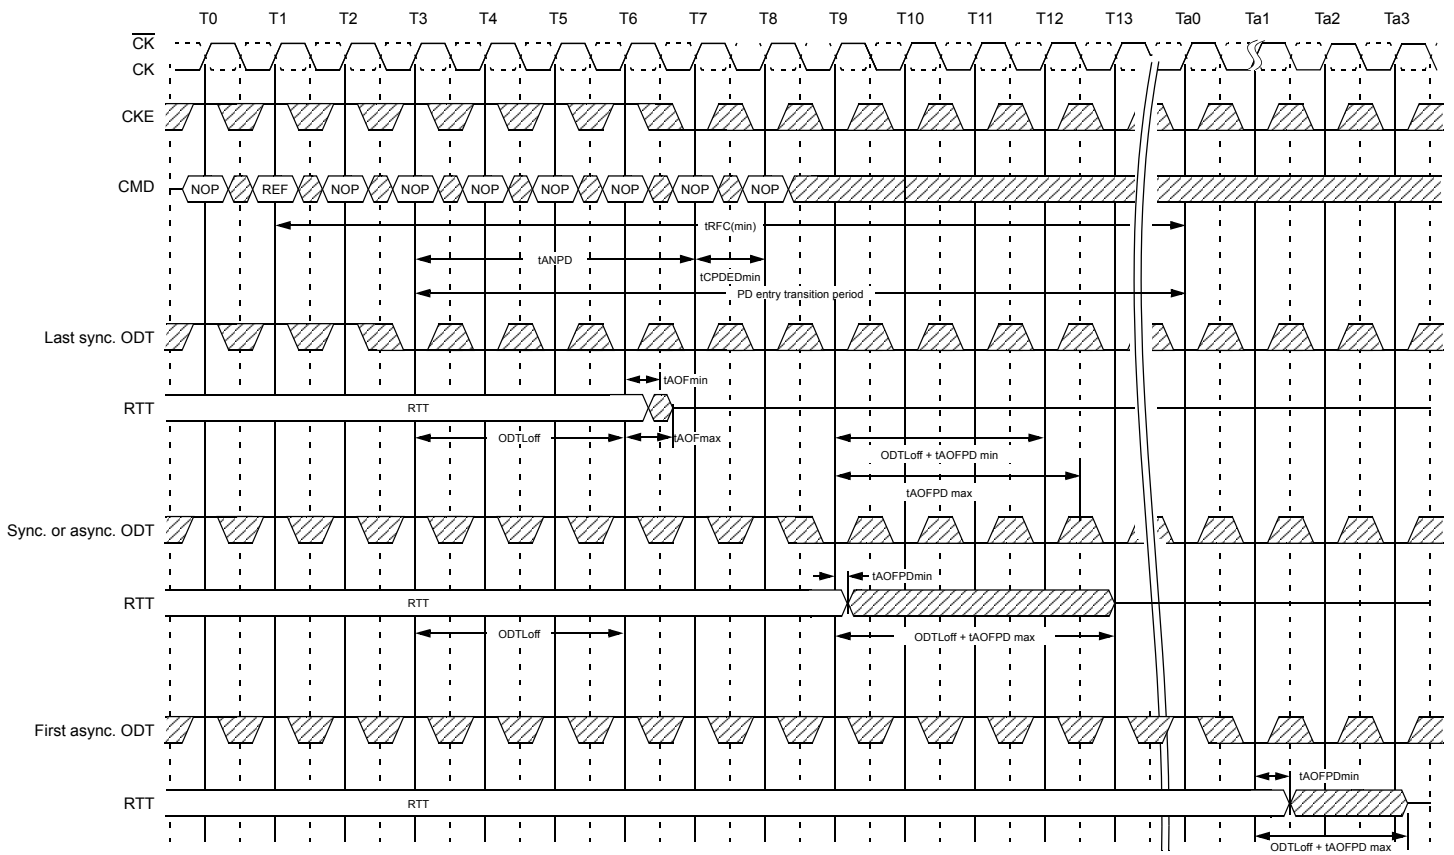 T0 T1 T2 T3 T4 T5 T6 T7 T8 T9 T10 T11 T12 T13 Ta0 Ta1 Ta2 Ta3
CK
CK
CKE
CMD NOP REF NOP NOP NOP NOP NOP NOP NOP
tRFC(min)
tANPD
tCPDEDmin
PD entry transition period
Last sync. ODT
tAOFmin
RTT RTT
ODTLoff tAOFmax
ODTLoff + tAOFPD min
tAOFPD max
Sync. or async. ODT
tAOFPDmin
RTT RTT
ODTLoff ODTLoff + tAOFPD max
First async. ODT
tAOFPDmin
RTT RTT
ODTLoff + tAOFPD max